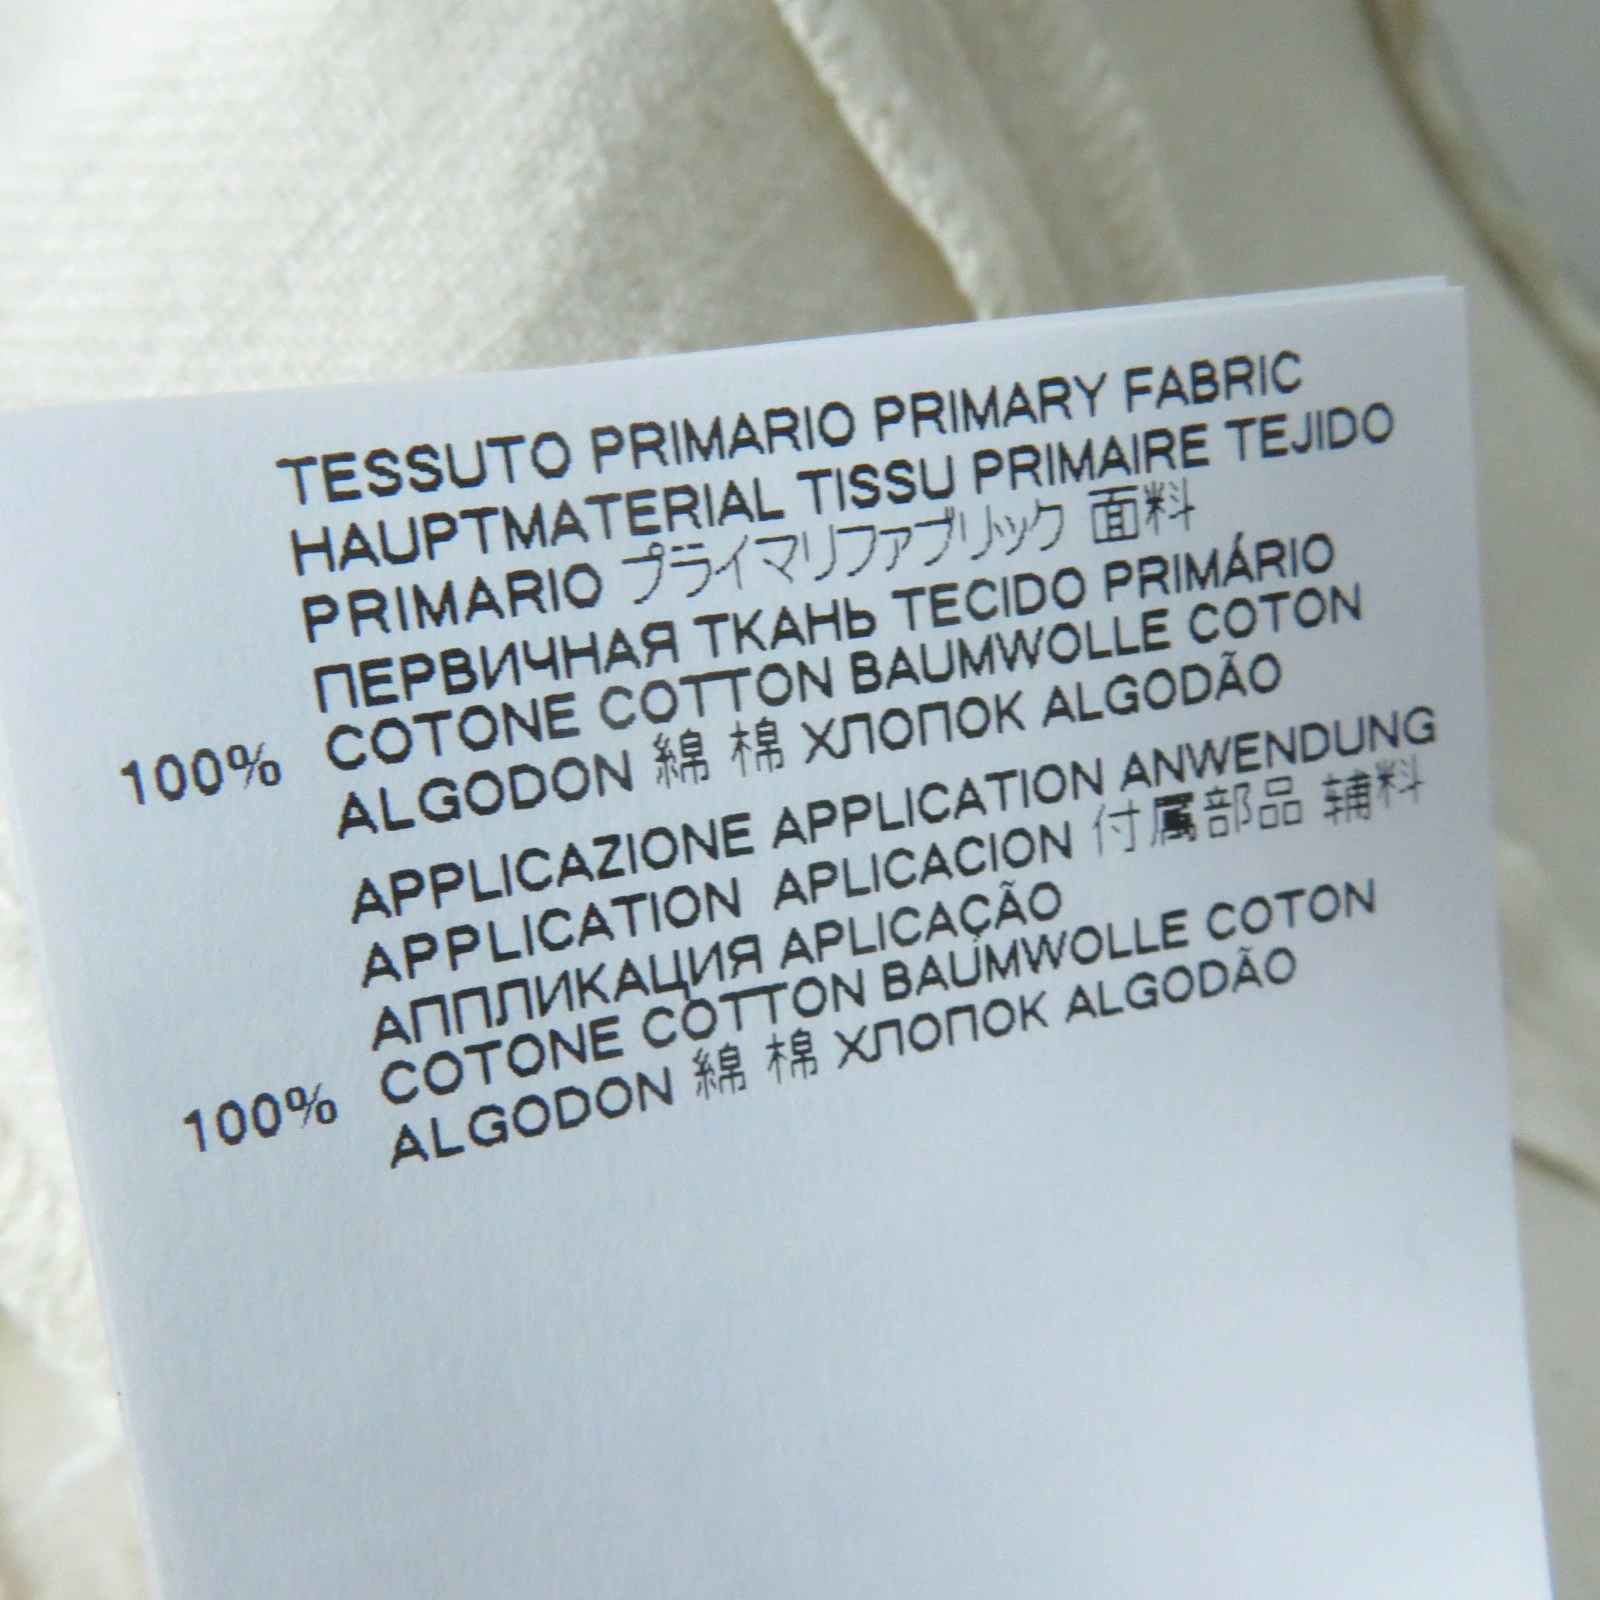 TESSUTO PRIMARIO PRIMARY FABRIC
HAUPTMATERIAL TISSU PRIMAIRE TEJIDO
PRIMARIO プライマリファブリック 面料
ПЕРВИЧНАЯ ТКАНЬ TECIDO PRIMÁRIO
100% COTONE COTTON BAUMWOLLE COTON
ALGODON 綿 棉 ХЛОПОК ALGODÃO
APPLICAZIONE APPLICATION ANWENDUNG
APPLICATION APLICACION 付属部品 辅料
АППЛИКАЦИЯ APLICAÇÃO
100% COTONE COTTON BAUMWOLLE COTON
ALGODON 綿 棉 ХЛОПОК ALGODÃO